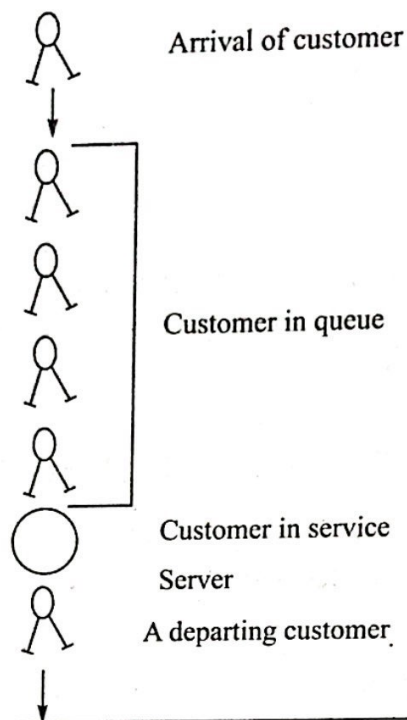 Arrival of customer
Customer in queue
Customer in service
Server
A departing customer.